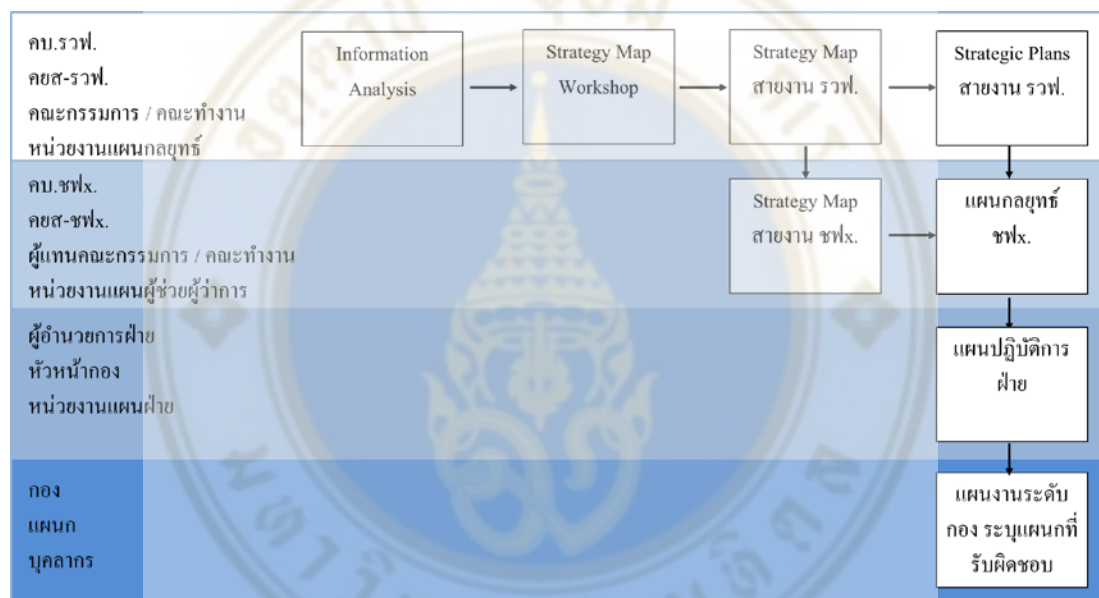 คบ.รวฟ.
คยส-รวฟ.
คณะกรรมการ / คณะทำงาน
หน่วยงานแผนกลยุทธ์
Information
Analysis
Strategy Map
Workshop
Strategy Map
สายงาน รวฟ.
Strategic Plans
สายงาน รวฟ.
คบ.ชฟx.
คยส-ชฟx.
ผู้แทนคณะกรรมการ / คณะทำงาน
หน่วยงานแผนผู้ช่วยผู้ว่าการ
Strategy Map
สายงาน ชฟx.
แผนกลยุทธ์
ชฟx.
ผู้อำนวยการฝ่าย
หัวหน้ากอง
หน่วยงานแผนฝ่าย
แผนปฏิบัติการ
ฝ่าย
กอง
แผนก
บุคลากร
แผนงานระดับ
กอง ระบุแผนกที่
รับผิดชอบ